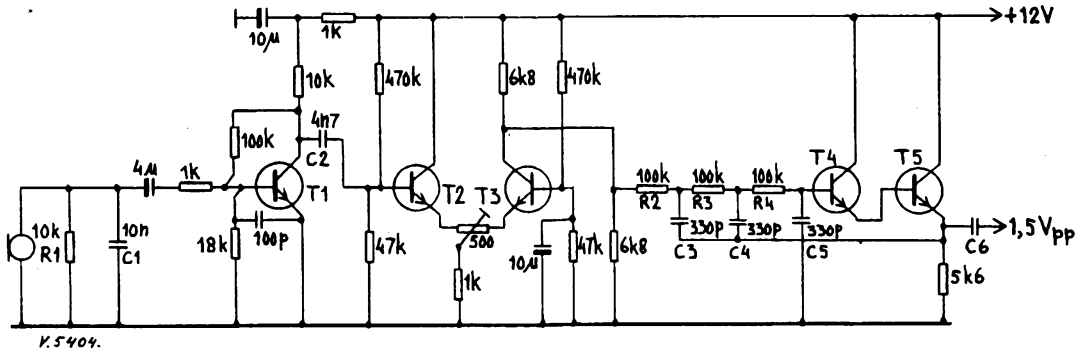 10µ
1k
+12V
10k
470k
6k8
470k
100k
4n7
C2
4µ
1k
T1
T2
T3
T4
T5
100k
R2
100k
R3
100k
R4
330p
C3
330p
C4
330p
C5
10k
R1
10n
C1
18k
100p
47k
500
1k
10µ
47k
6k8
C6
1,5Vpp
5k6
V.5404.